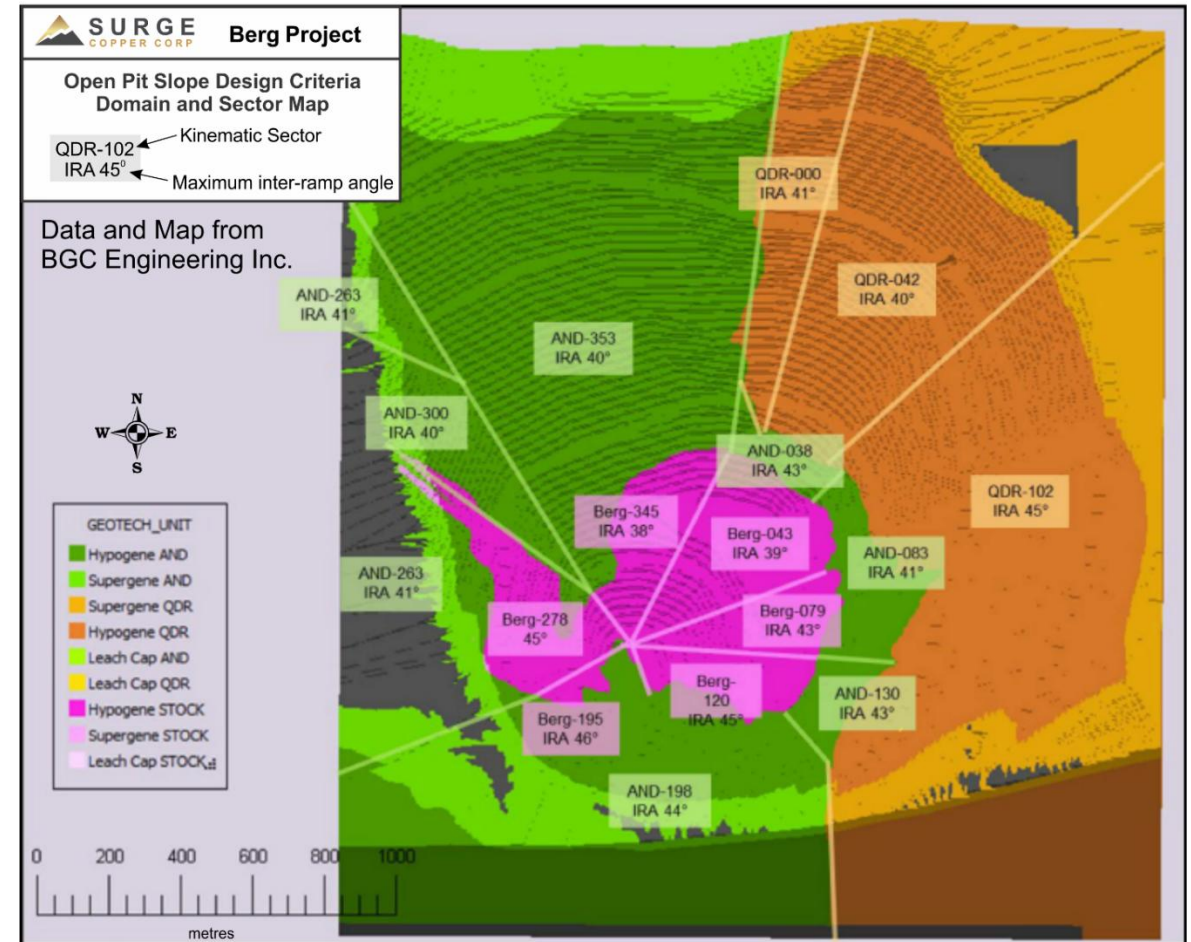 SURGE
COPPER CORP
Berg Project
Open Pit Slope Design Criteria
Domain and Sector Map
Kinematic Sector
QDR-102
IRA 45⁰
Maximum inter-ramp angle
Data and Map from
BGC Engineering Inc.
QDR-000
IRA 41°
QDR-042
IRA 40°
AND-263
IRA 41°
AND-353
IRA 40°
N
W
E
S
AND-300
IRA 40°
AND-038
IRA 43°
QDR-102
IRA 45°
Berg-345
IRA 38°
Berg-043
IRA 39°
AND-083
IRA 41°
AND-263
IRA 41°
Berg-278
45°
Berg-079
IRA 43°
Berg-
120
IRA 45°
AND-130
IRA 43°
Berg-195
IRA 46°
AND-198
IRA 44°
GEOTECH_UNIT
Hypogene AND
Supergene AND
Supergene QDR
Hypogene QDR
Leach Cap AND
Leach Cap QDR
Hypogene STOCK
Supergene STOCK
Leach Cap STOCK
0 200 400 600 800 1000
metres